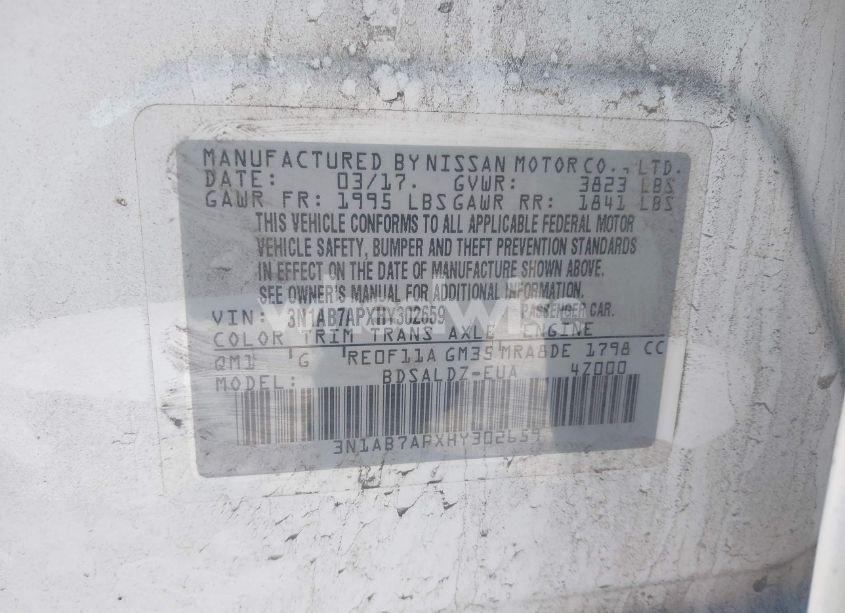 MANUFACTURED BY NISSAN MOTOR CO., LTD.
DATE: 03/17. GVWR: 3823 LBS
GAWR FR: 1995 LBS GAWR RR: 1841 LBS
THIS VEHICLE CONFORMS TO ALL APPLICABLE FEDERAL MOTOR
VEHICLE SAFETY, BUMPER AND THEFT PREVENTION STANDARDS
IN EFFECT ON THE DATE OF MANUFACTURE SHOWN ABOVE.
SEE OWNER'S MANUAL FOR ADDITIONAL INFORMATION.
VIN: 3N1AB7APXHY302659 PASSENGER CAR.
COLOR TRIM TRANS AXLE ENGINE
QM1 G RE0F11A GM35 MRA8DE 1798 CC
MODEL: BDSALDZ-EUA 4Z000
3N1AB7APXHY302659